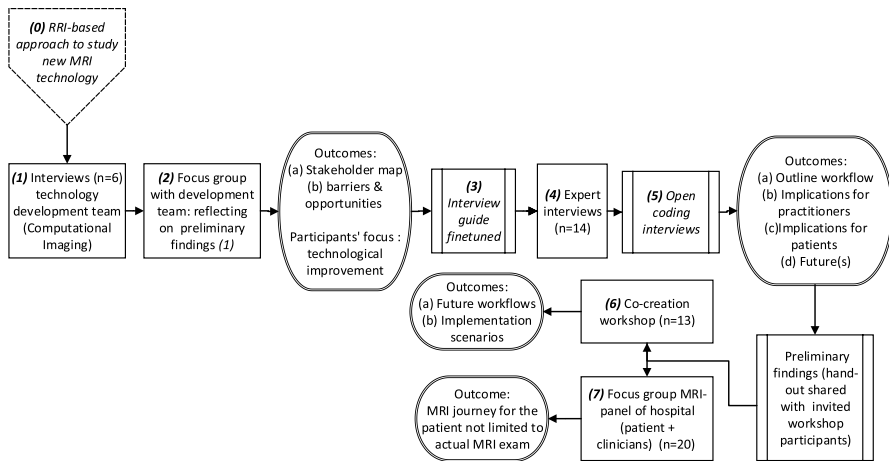 (0) RRI-based
approach to study
new MRI
technology
(1) Interviews (n=6)
technology
development team
(Computational
Imaging)
(2) Focus group
with development
team: reflecting
on preliminary
findings (1)
Outcomes:
(a) Stakeholder map
(b) barriers &
opportunities
Participants' focus :
technological
improvement
(3)
Interview
guide
finetuned
(4) Expert
interviews
(n=14)
(5) Open
coding
interviews
Outcomes:
(a) Outline workflow
(b) Implications for
practitioners
(c)Implications for
patients
(d) Future(s)
Outcomes:
(a) Future workflows
(b) Implementation
scenarios
(6) Co-creation
workshop (n=13)
Preliminary
findings (hand-
out shared
with invited
workshop
participants)
Outcome:
MRI journey for the
patient not limited to
actual MRI exam
(7) Focus group MRI-
panel of hospital
(patient +
clinicians) (n=20)